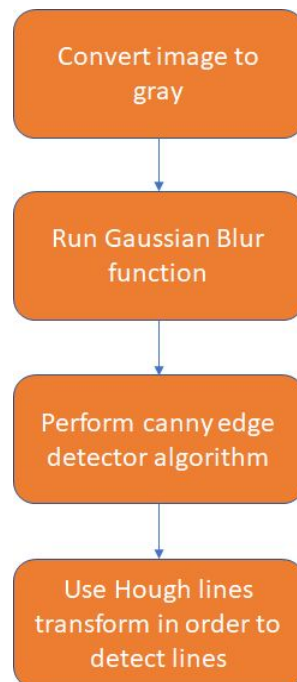 Convert image to
gray
Run Gaussian Blur
function
Perform canny edge
detector algorithm
Use Hough lines
transform in order to
detect lines